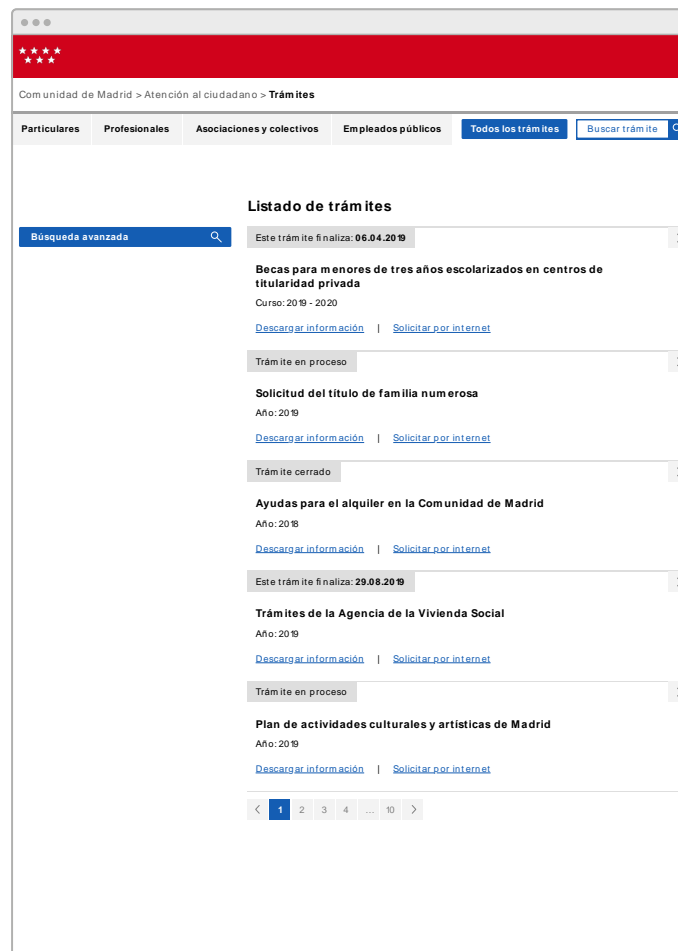 Comunidad de Madrid > Atención al ciudadano > Trámites
Particulares Profesionales Asociaciones y colectivos Empleados públicos Todos los trámites Buscar trámite
Listado de trámites
Búsqueda avanzada
Este trámite finaliza: 06.04.2019
Becas para menores de tres años escolarizados en centros de
titularidad privada
Curso: 2019 - 2020
Descargar información | Solicitar por internet
Trámite en proceso
Solicitud del título de familia numerosa
Año: 2019
Descargar información | Solicitar por internet
Trámite cerrado
Ayudas para el alquiler en la Comunidad de Madrid
Año: 2018
Descargar información | Solicitar por internet
Este trámite finaliza: 29.08.2019
Trámites de la Agencia de la Vivienda Social
Año: 2019
Descargar información | Solicitar por internet
Trámite en proceso
Plan de actividades culturales y artísticas de Madrid
Año: 2019
Descargar información | Solicitar por internet
1 2 3 4 ... 10